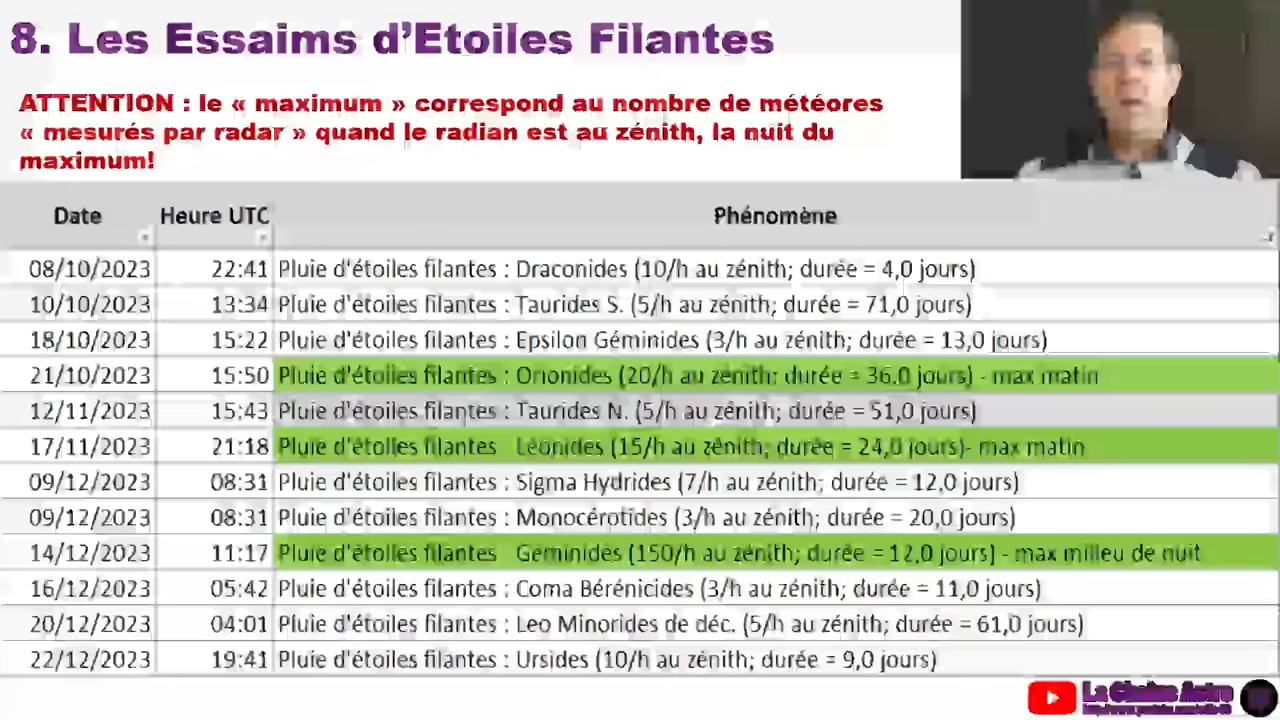 8. Les Essaims d'Etoiles Filantes
ATTENTION : le « maximum » correspond au nombre de météores
« mesurés par radar » quand le radian est au zénith, la nuit du
maximum!
Date Heure UTC Phénomène
08/10/2023 22:41 Pluie d'étoiles filantes : Draconides (10/h au zénith; durée = 4,0 jours)
10/10/2023 13:34 Pluie d'étoiles filantes : Taurides S. (5/h au zénith; durée = 71,0 jours)
18/10/2023 15:22 Pluie d'étoiles filantes : Epsilon Géminides (3/h au zénith; durée = 13,0 jours)
21/10/2023 15:50 Pluie d'étoiles filantes : Orionides (20/h au zénith; durée = 36,0 jours) - max matin
12/11/2023 15:43 Pluie d'étoiles filantes : Taurides N. (5/h au zénith; durée = 51,0 jours)
17/11/2023 21:18 Pluie d'étoiles filantes : Léonides (15/h au zénith; durée = 24,0 jours)- max matin
09/12/2023 08:31 Pluie d'étoiles filantes : Sigma Hydrides (7/h au zénith; durée = 12,0 jours)
09/12/2023 08:31 Pluie d'étoiles filantes : Monocérotides (3/h au zénith; durée = 20,0 jours)
14/12/2023 11:17 Pluie d'étoiles filantes : Géminides (150/h au zénith; durée = 12,0 jours) - max milieu de nuit
16/12/2023 05:42 Pluie d'étoiles filantes : Coma Bérénicides (3/h au zénith; durée = 11,0 jours)
20/12/2023 04:01 Pluie d'étoiles filantes : Leo Minorides de déc. (5/h au zénith; durée = 61,0 jours)
22/12/2023 19:41 Pluie d'étoiles filantes : Ursides (10/h au zénith; durée = 9,0 jours)
La Chaine Astro